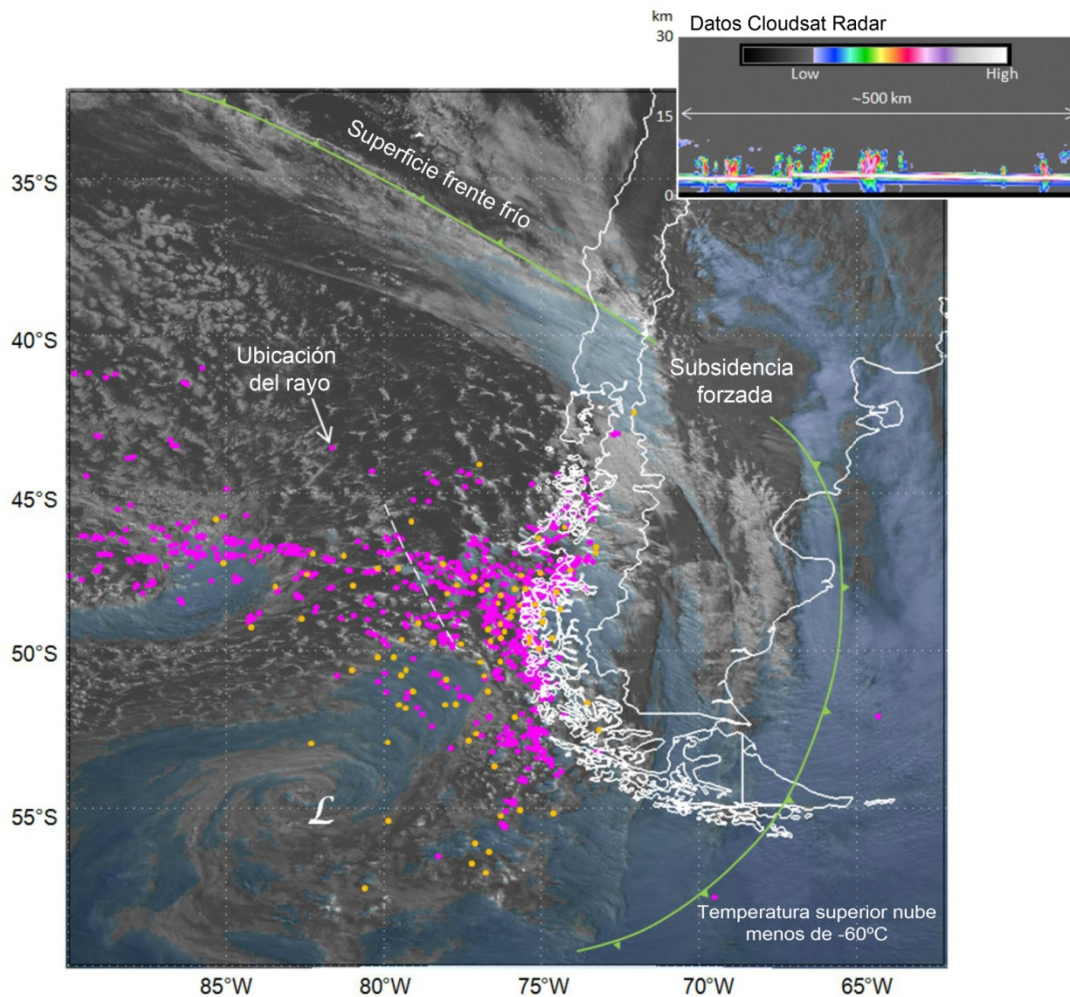 Datos Cloudsat Radar
km
30
15
0
Low
High
~500 km
35°S
40°S
45°S
50°S
55°S
Superficie frente frío
Ubicación
del rayo
Subsidencia
forzada
L
Temperatura superior nube
menos de -60ºC
85°W
80°W
75°W
70°W
65°W